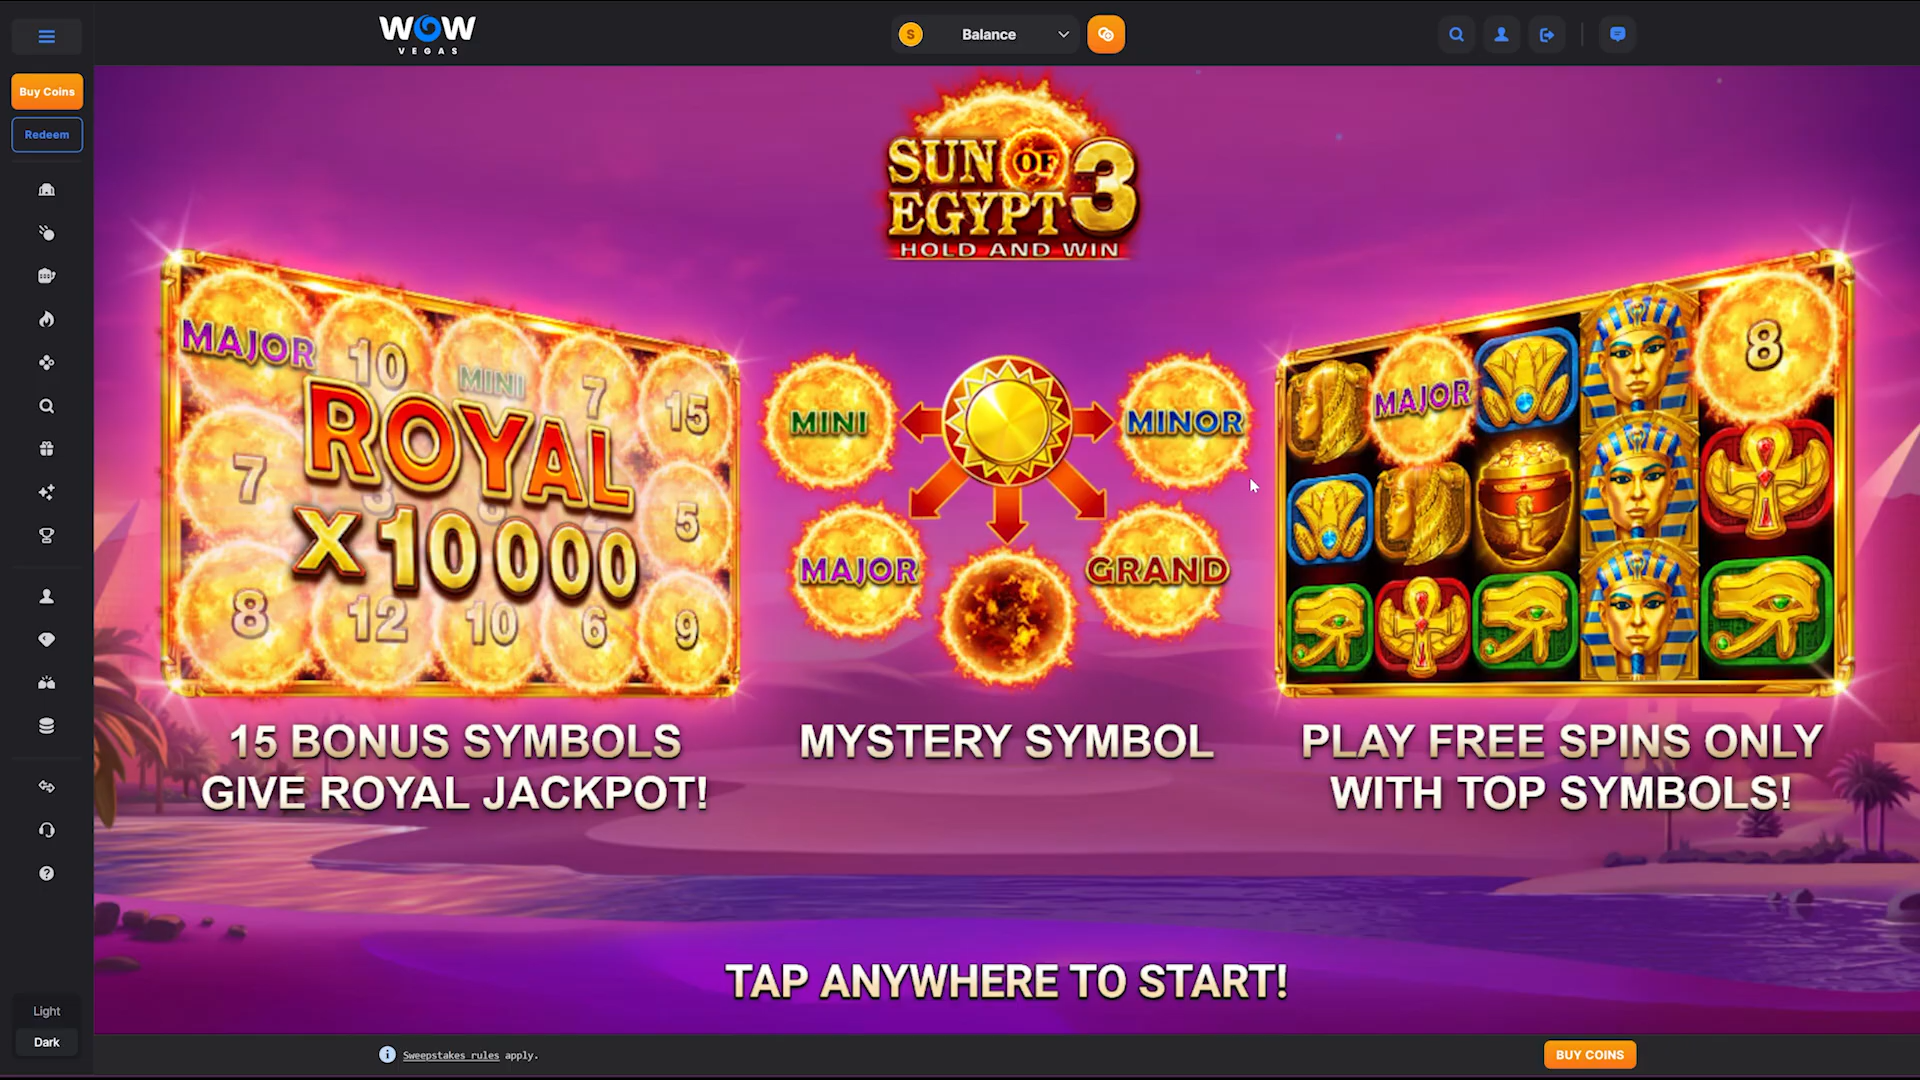 WOW
VEGAS
S
Balance
Buy Coins
Redeem
SUN OF
EGYPT 3
HOLD AND WIN
MAJOR
10
MINI
7
15
ROYAL
X10000
7
5
8
12
10
6
9
MINI
MINOR
MAJOR
GRAND
MAJOR
8
15 BONUS SYMBOLS
GIVE ROYAL JACKPOT!
MYSTERY SYMBOL
PLAY FREE SPINS ONLY
WITH TOP SYMBOLS!
TAP ANYWHERE TO START!
Light
Dark
Sweepstakes rules apply.
BUY COINS